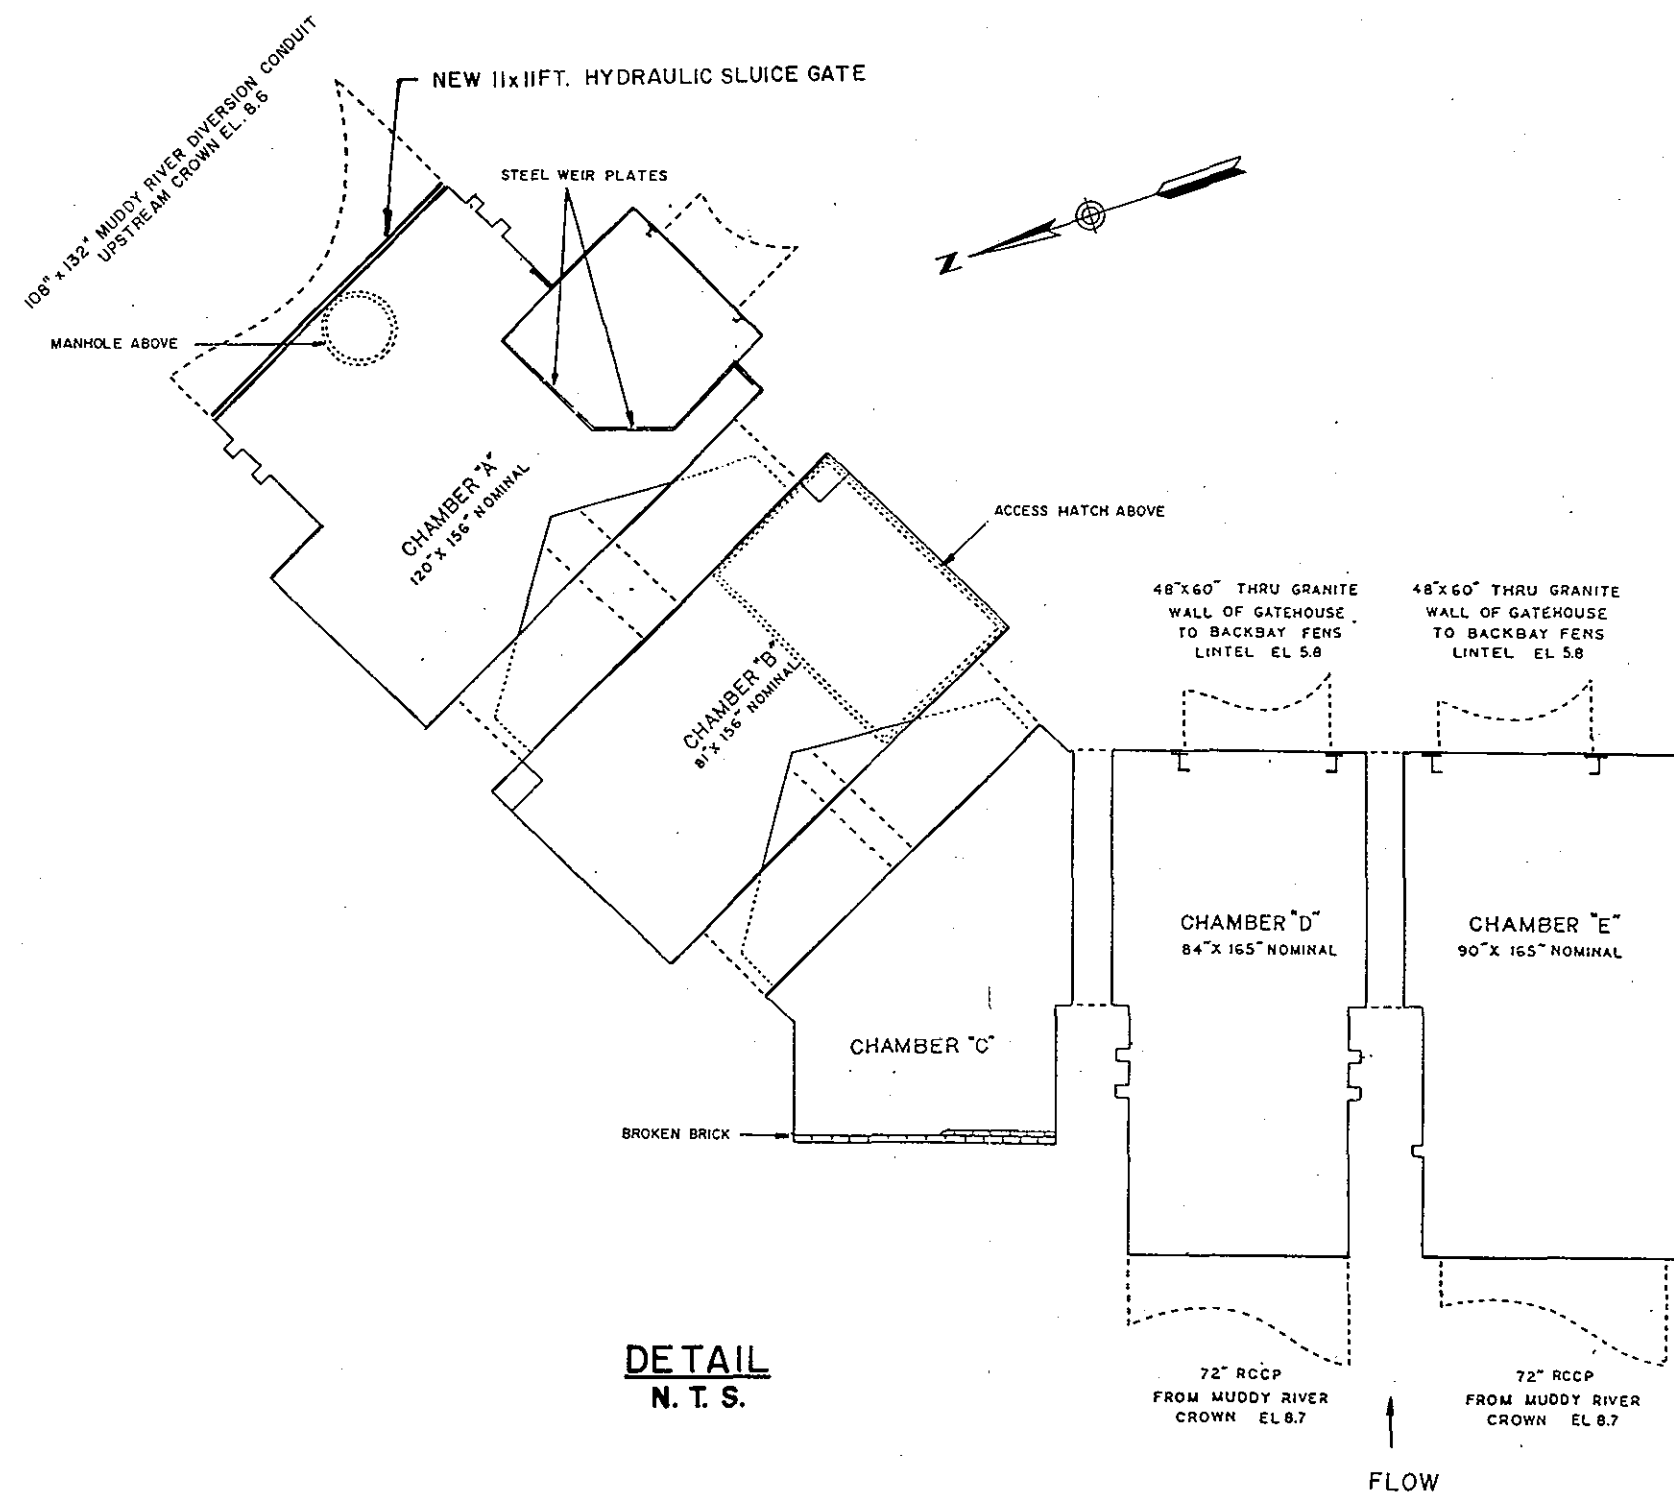 108" x 132" MUDDY RIVER DIVERSION CONDUIT
UPSTREAM CROWN EL. 8.6
NEW 11x11FT. HYDRAULIC SLUICE GATE
STEEL WEIR PLATES
N
MANHOLE ABOVE
CHAMBER "A"
120" X 156" NOMINAL
ACCESS HATCH ABOVE
CHAMBER "B"
81" X 156" NOMINAL
48"X60" THRU GRANITE
WALL OF GATEHOUSE
TO BACKBAY FENS
LINTEL EL 5.8
48"X60" THRU GRANITE
WALL OF GATEHOUSE
TO BACKBAY FENS
LINTEL EL 5.8
CHAMBER "D"
84"X 165" NOMINAL
CHAMBER "E"
90"X 165" NOMINAL
CHAMBER "C"
BROKEN BRICK
DETAIL
N. T. S.
72" RCCP
FROM MUDDY RIVER
CROWN EL 8.7
72" RCCP
FROM MUDDY RIVER
CROWN EL 8.7
FLOW